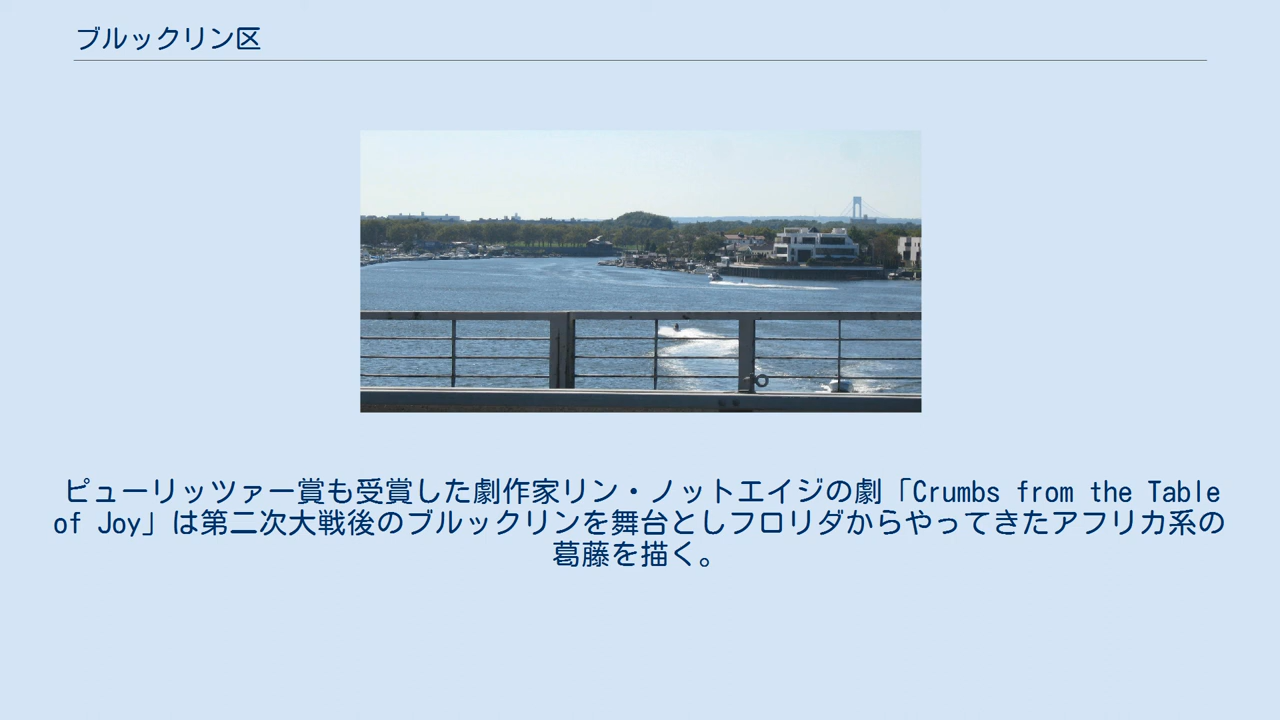 ブルックリン区
ピューリッツァー賞も受賞した劇作家リン・ノットエイジの劇「Crumbs from the Table
of Joy」は第二次大戦後のブルックリンを舞台としフロリダからやってきたアフリカ系の
葛藤を描く。